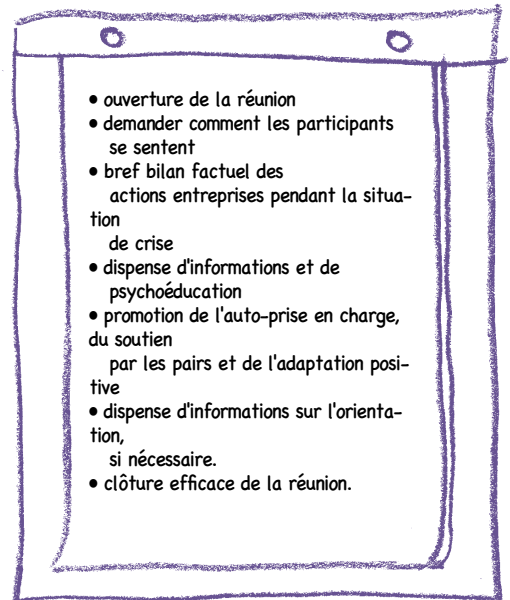 • ouverture de la réunion
• demander comment les participants
se sentent
• bref bilan factuel des
actions entreprises pendant la situa-
tion
de crise
• dispense d'informations et de
psychoéducation
• promotion de l'auto-prise en charge,
du soutien
par les pairs et de l'adaptation posi-
tive
• dispense d'informations sur l'orienta-
tion,
si nécessaire.
• clôture efficace de la réunion.